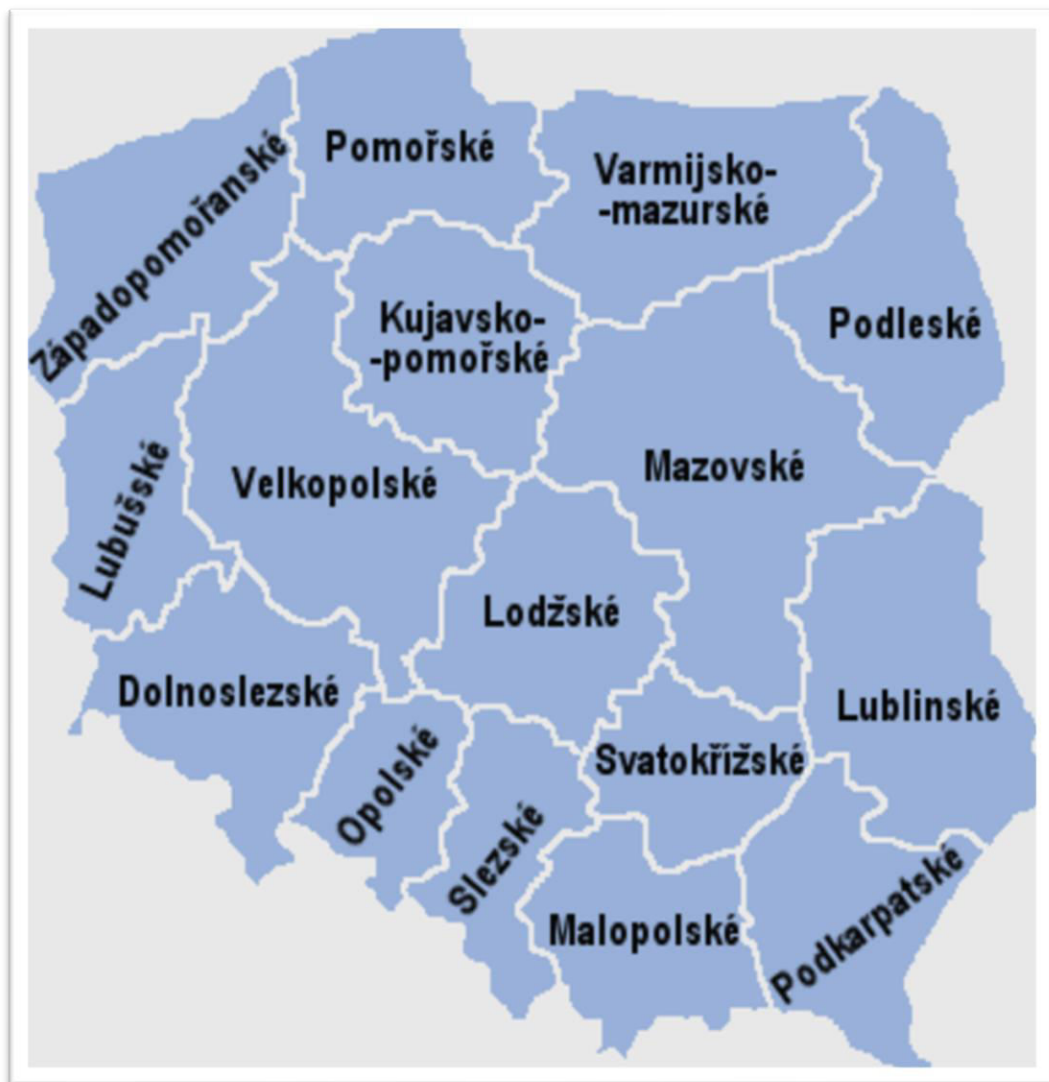 Pomořské
Varmijsko-
-mazurské
Západopomořanské
Kujavsko-
-pomořské
Podleské
Velkopolské
Mazovské
Lubušské
Lodžské
Dolnoslezské
Lublinské
Svatokřížské
Opolské
Slezské
Malopolské
Podkarpatské